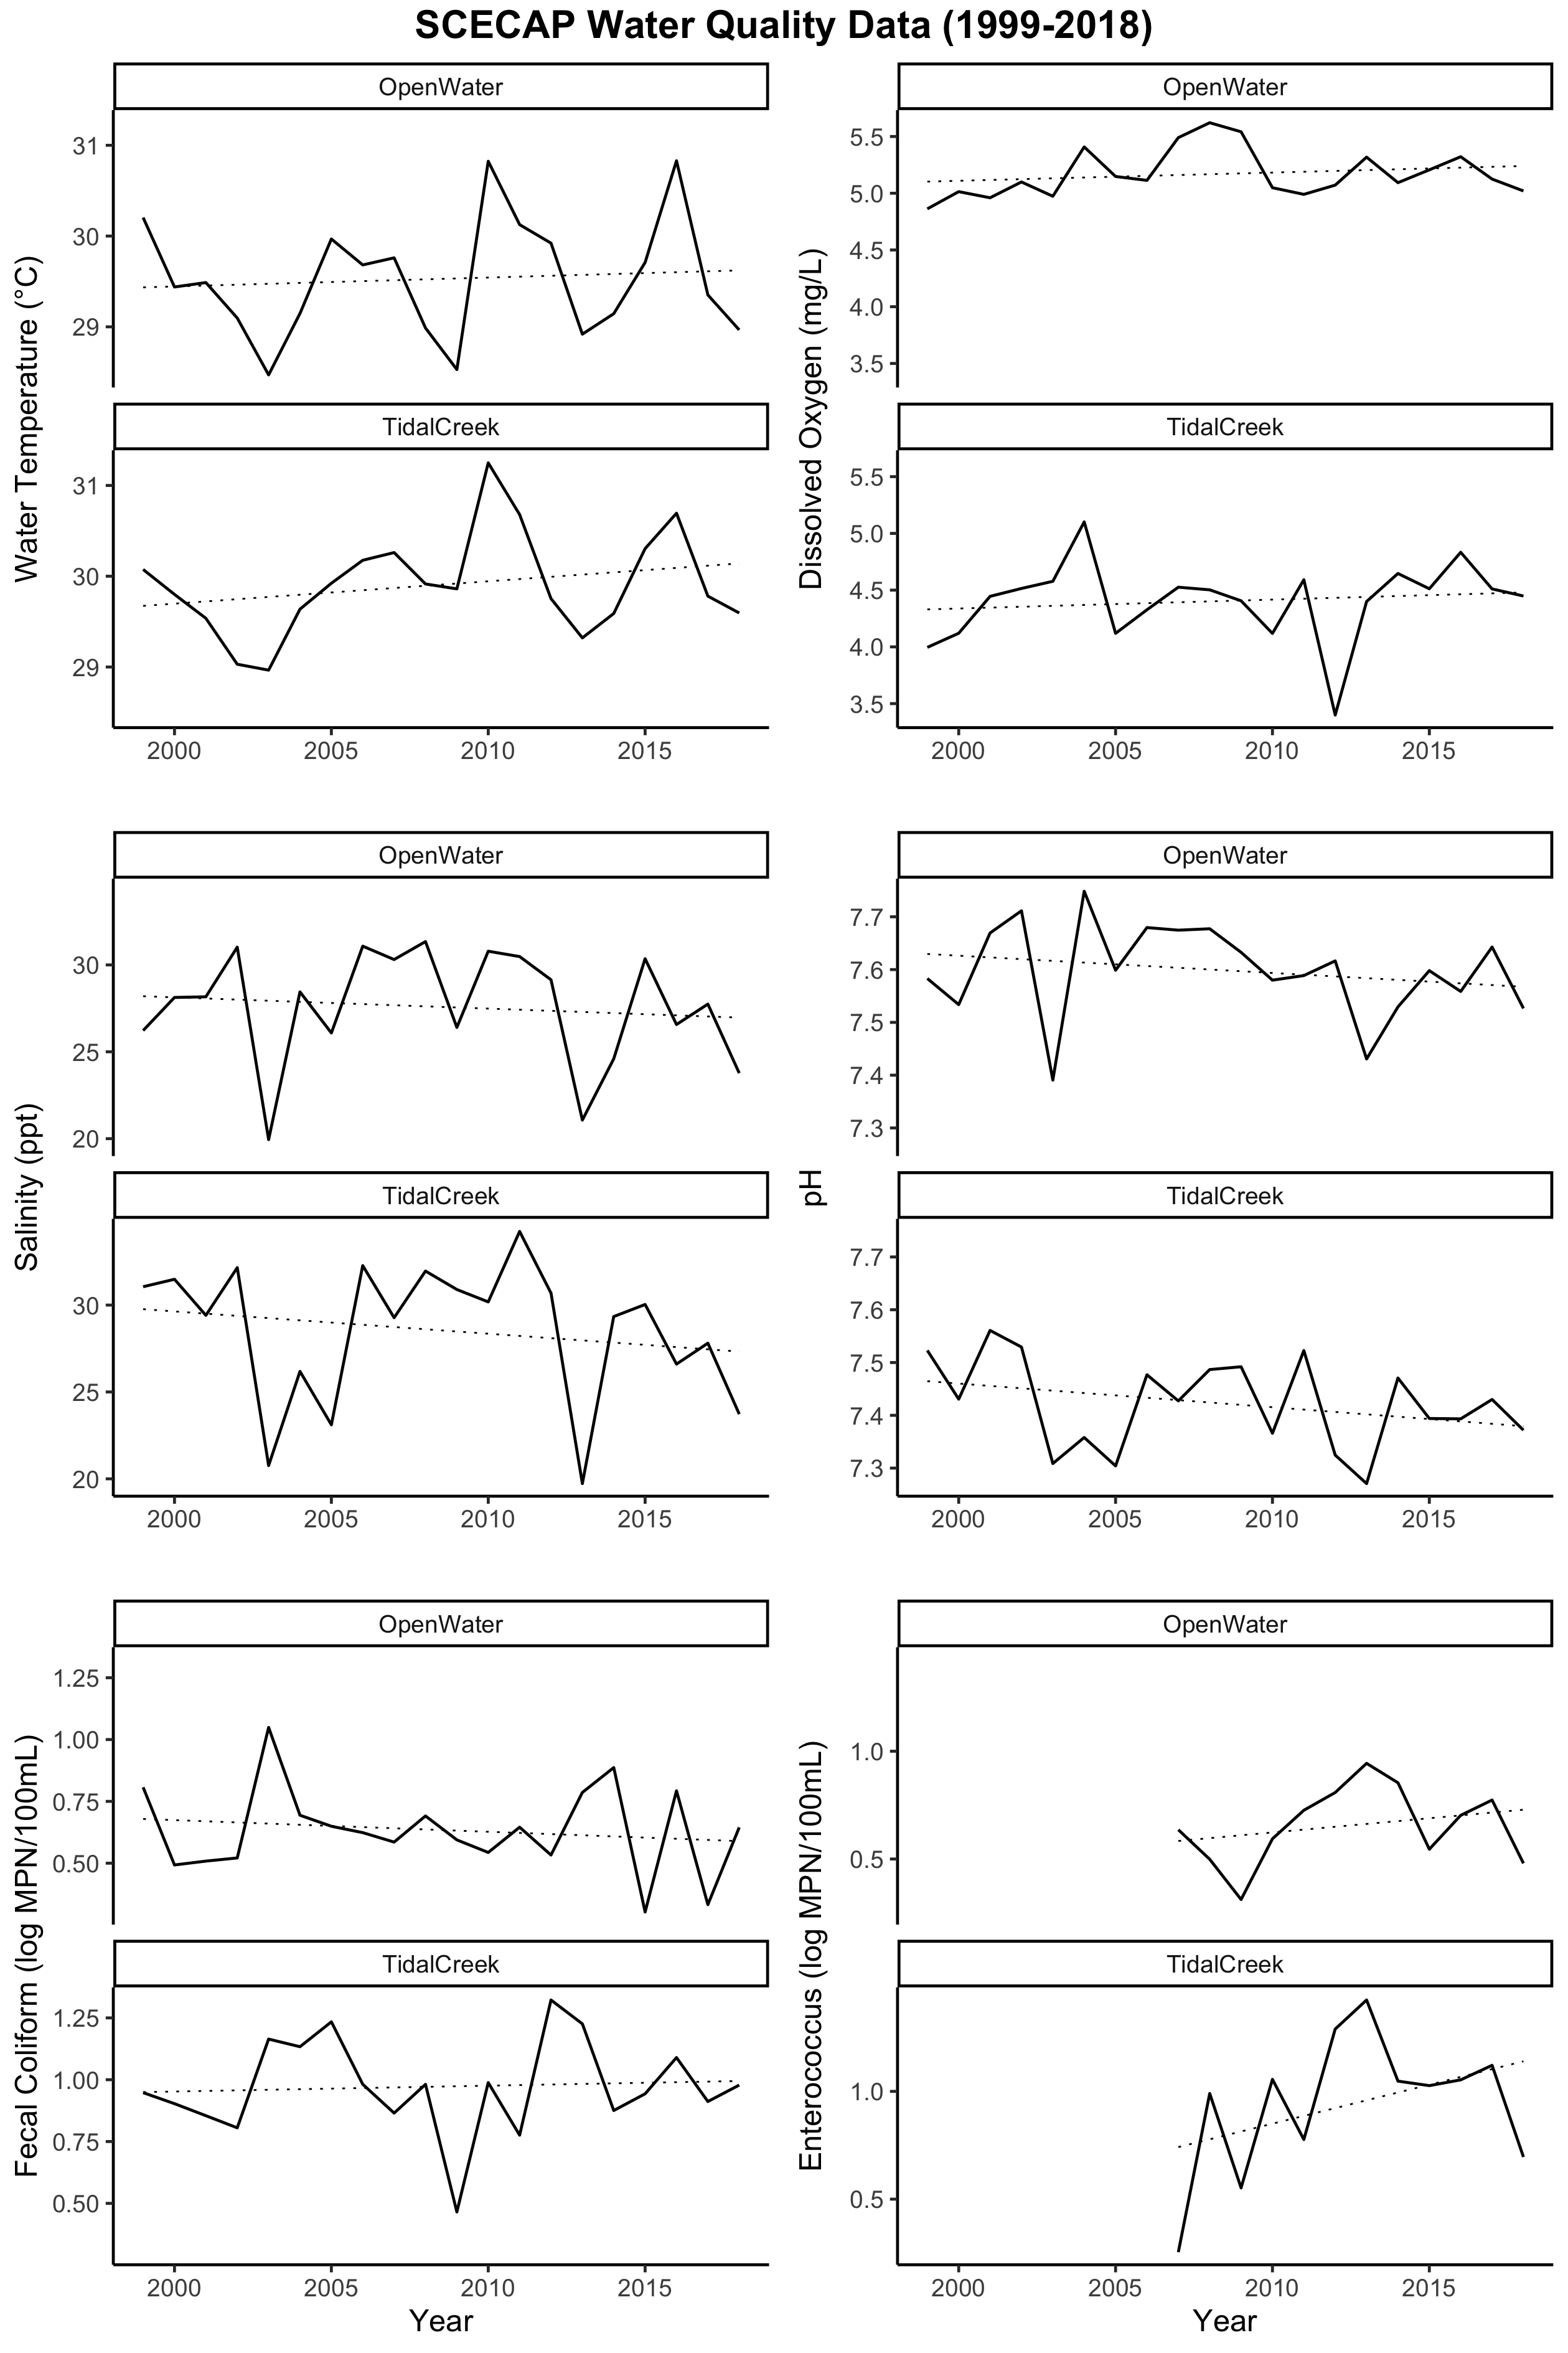 SCECAP Water Quality Data (1999-2018)
OpenWater
31
30
29
TidalCreek
31
30
29
2000 2005 2010 2015
Water Temperature (°C)
OpenWater
5.5
5.0
4.5
4.0
3.5
TidalCreek
5.5
5.0
4.5
4.0
3.5
2000 2005 2010 2015
Dissolved Oxygen (mg/L)
OpenWater
30
25
20
TidalCreek
30
25
20
2000 2005 2010 2015
Salinity (ppt)
OpenWater
7.7
7.6
7.5
7.4
7.3
TidalCreek
7.7
7.6
7.5
7.4
7.3
2000 2005 2010 2015
pH
OpenWater
1.25
1.00
0.75
0.50
TidalCreek
1.25
1.00
0.75
0.50
2000 2005 2010 2015
Year
Fecal Coliform (log MPN/100mL)
OpenWater
1.0
0.5
TidalCreek
1.0
0.5
2000 2005 2010 2015
Year
Enterococcus (log MPN/100mL)